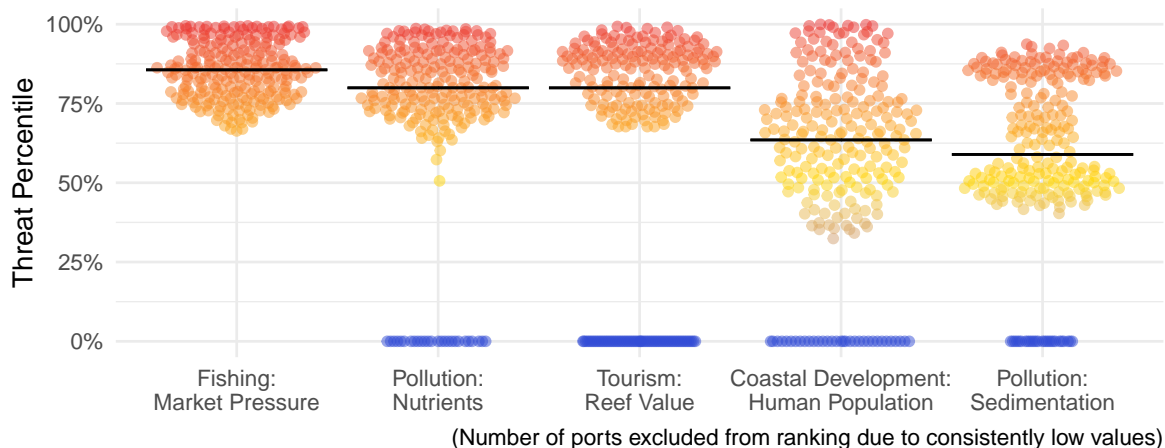 100%
75%
50%
25%
0%
Threat Percentile
Fishing:
Market Pressure
Pollution:
Nutrients
Tourism:
Reef Value
Coastal Development:
Human Population
Pollution:
Sedimentation
(Number of ports excluded from ranking due to consistently low values)